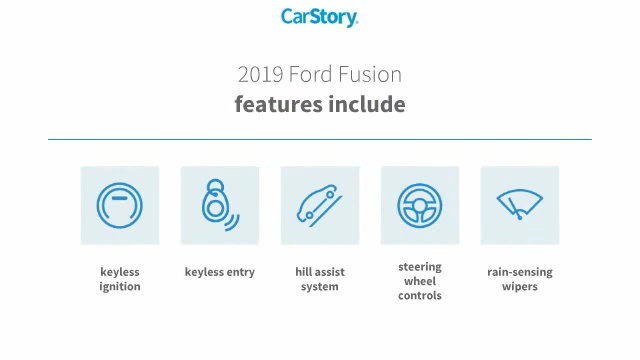 CarStory.
2019 Ford Fusion
features include
keyless
ignition
keyless entry
hill assist
system
steering
wheel
controls
rain-sensing
wipers